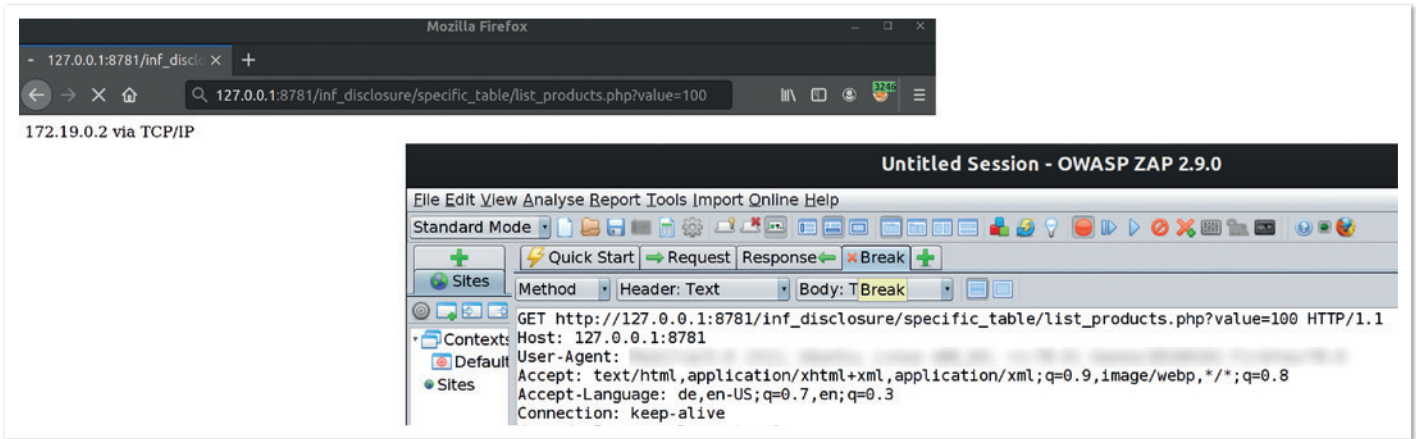 Mozilla Firefox
127.0.0.1:8781/inf_disclo
127.0.0.1:8781/inf_disclosure/specific_table/list_products.php?value=100
3246
172.19.0.2 via TCP/IP
Untitled Session - OWASP ZAP 2.9.0
File Edit View Analyse Report Tools Import Online Help
Standard Mode
Quick Start Request Response Break
Sites
Method Header: Text Body: T Break
GET http://127.0.0.1:8781/inf_disclosure/specific_table/list_products.php?value=100 HTTP/1.1
Contexts
Host: 127.0.0.1:8781
Default
User-Agent:
Accept: text/html,application/xhtml+xml,application/xml;q=0.9,image/webp,*/*;q=0.8
Sites
Accept-Language: de,en-US;q=0.7,en;q=0.3
Connection: keep-alive